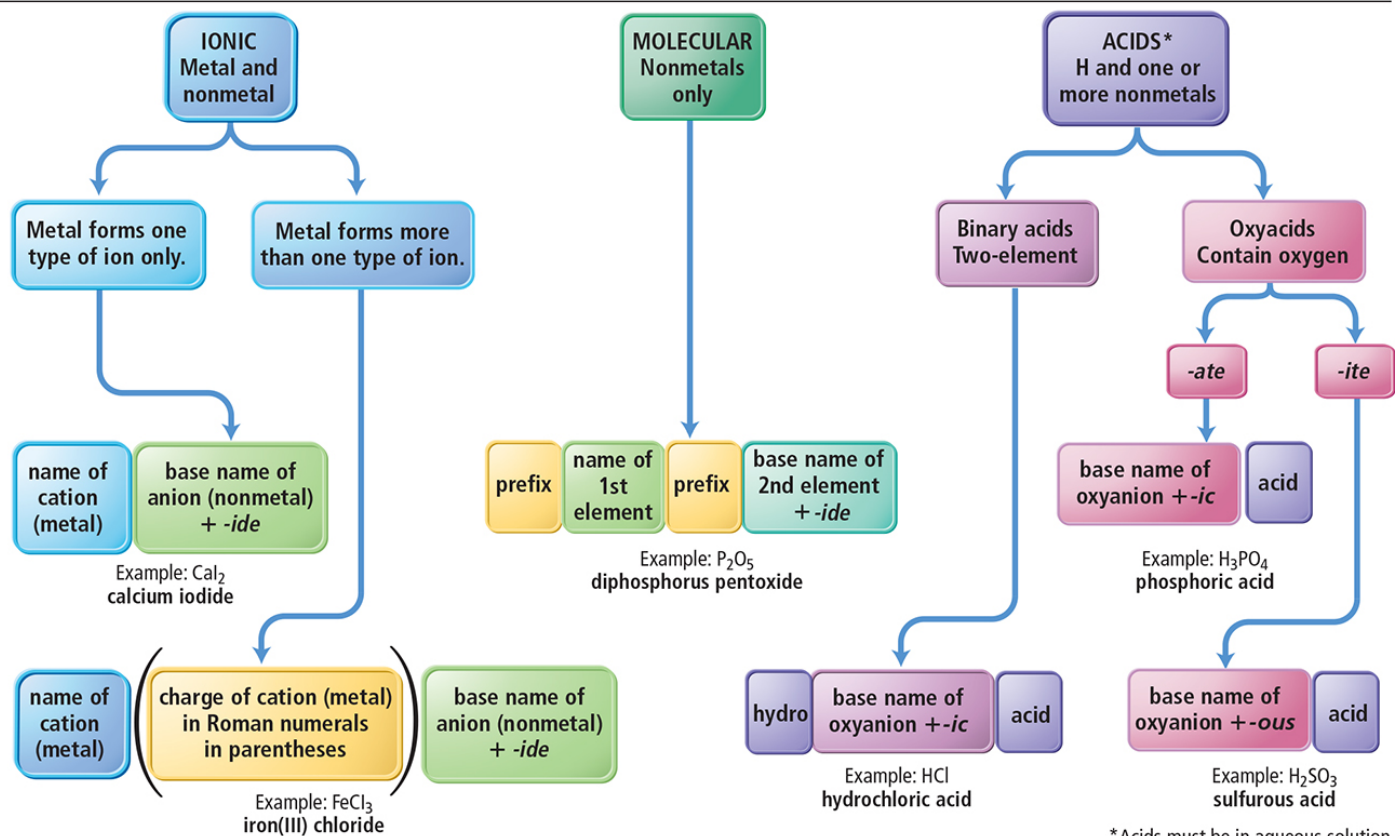 IONIC
Metal and
nonmetal
MOLECULAR
Nonmetals
only
ACIDS*
H and one or
more nonmetals
Metal forms one
type of ion only.
Metal forms more
than one type of ion.
Binary acids
Two-element
Oxyacids
Contain oxygen
-ate
-ite
name of
cation
(metal)
base name of
anion (nonmetal)
+ -ide
Example: CaI₂
calcium iodide
prefix
name of
1st
element
prefix
base name of
2nd element
+ -ide
Example: P₂O₅
diphosphorus pentoxide
base name of
oxyanion + -ic
acid
Example: H₃PO₄
phosphoric acid
name of
cation
(metal)
(
charge of cation (metal)
in Roman numerals
in parentheses
)
base name of
anion (nonmetal)
+ -ide
Example: FeCl₃
iron(III) chloride
hydro
base name of
oxyanion + -ic
acid
Example: HCl
hydrochloric acid
base name of
oxyanion + -ous
acid
Example: H₂SO₃
sulfurous acid
*Acids must be in aqueous solution